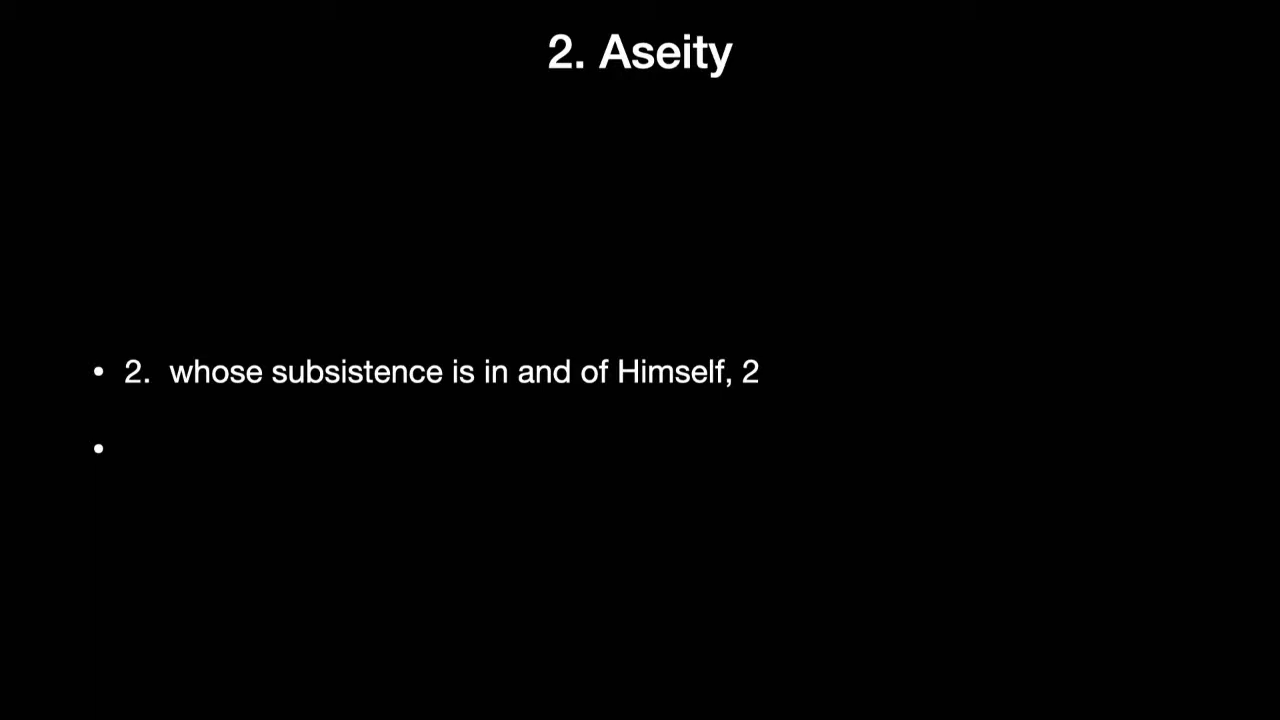 2. Aseity
• 2. whose subsistence is in and of Himself, 2
•